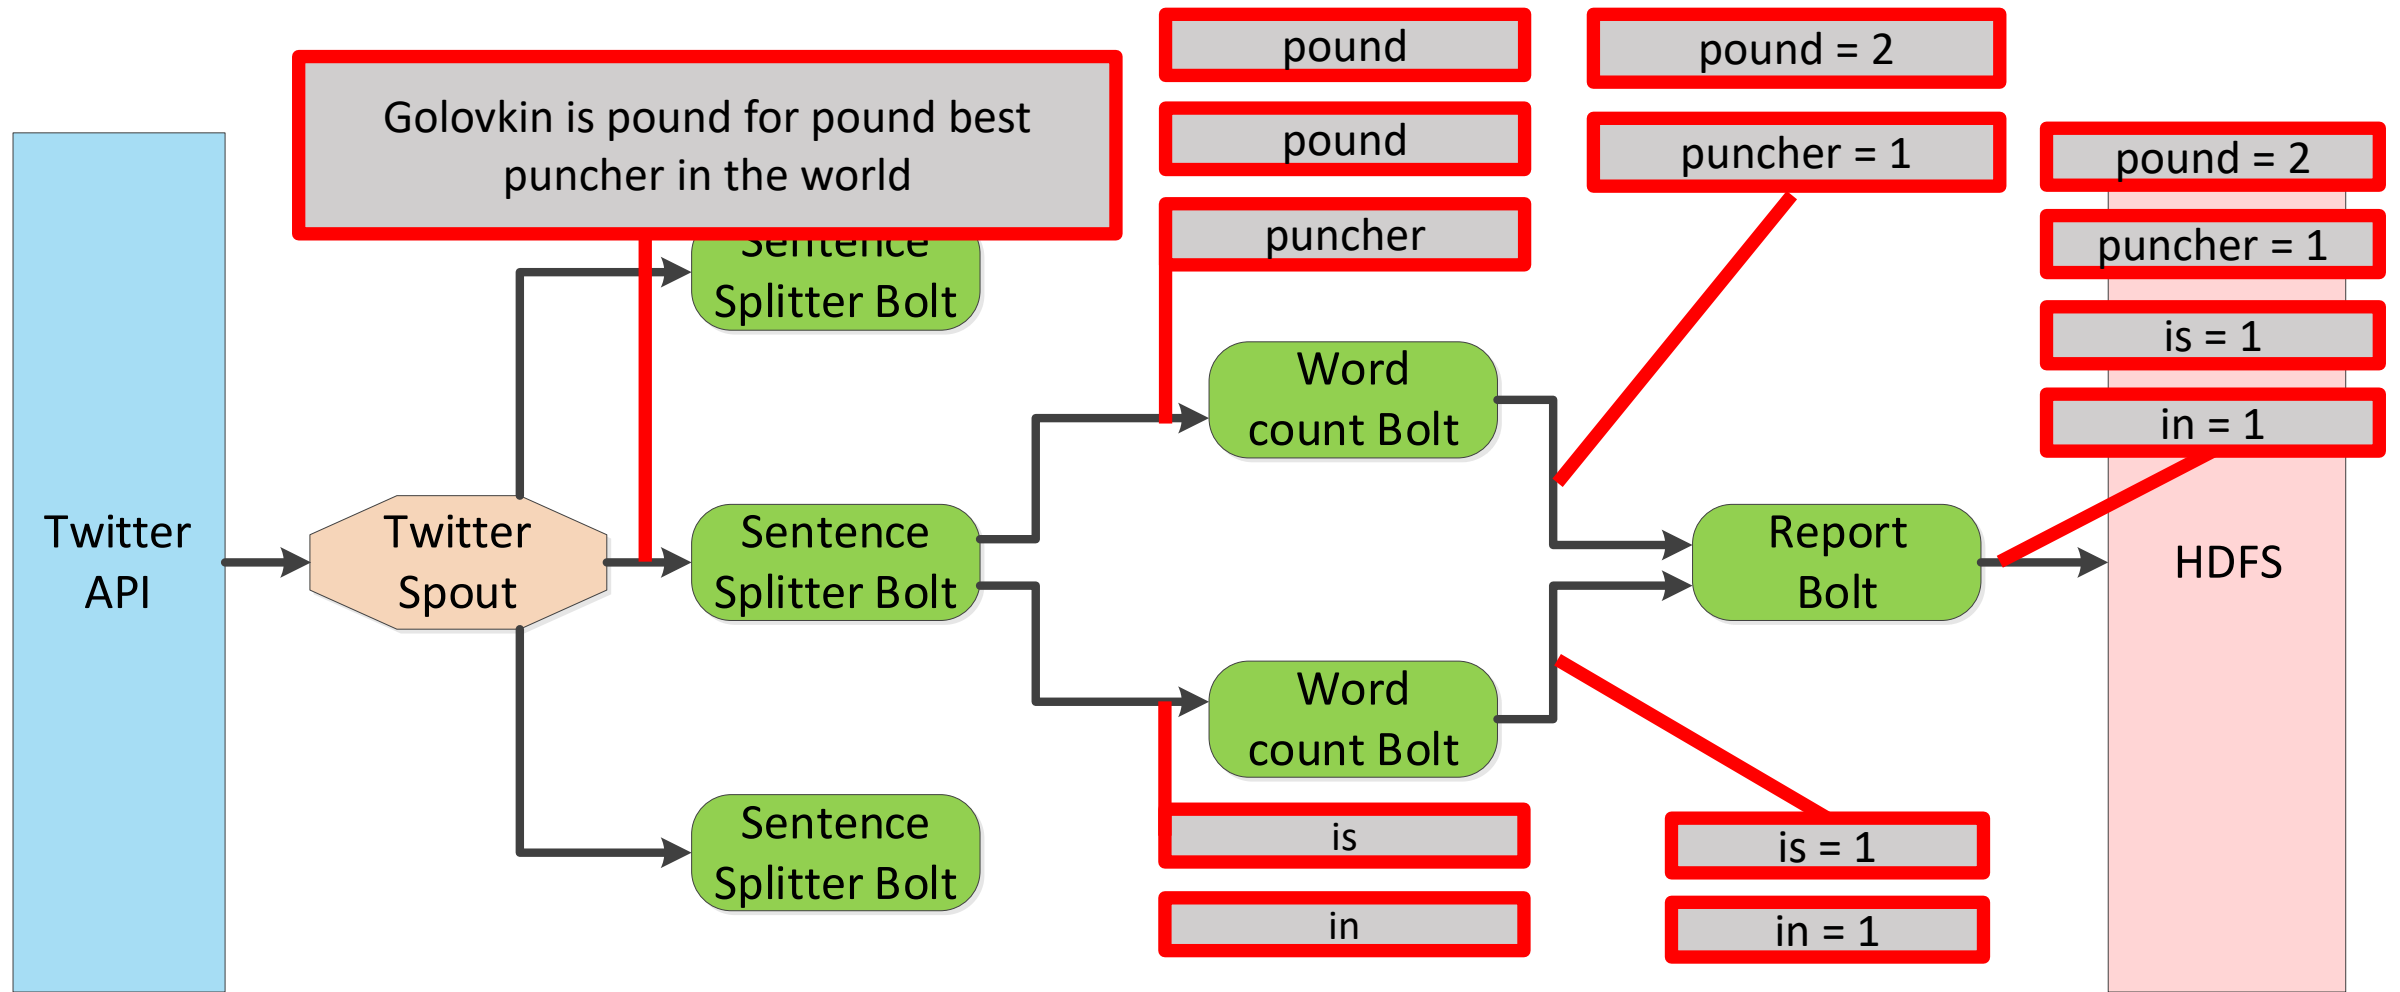 pound
pound = 2
Golovkin is pound for pound best
puncher in the world
pound
puncher = 1
pound = 2
puncher
puncher = 1
Sentence
Splitter Bolt
is = 1
Word
count Bolt
in = 1
Twitter
API
Twitter
Spout
Sentence
Splitter Bolt
Report
Bolt
HDFS
Word
count Bolt
Sentence
Splitter Bolt
is
is = 1
in
in = 1